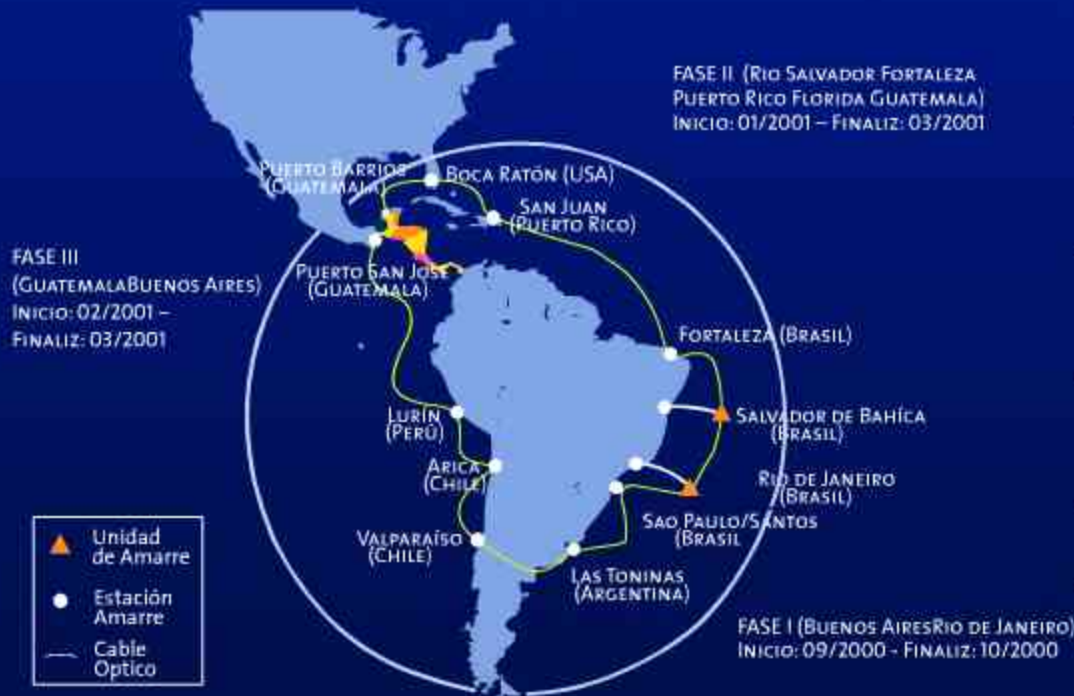 FASE II (RIO SALVADOR FORTALEZA
PUERTO RICO FLORIDA GUATEMALA)
INICIO: 01/2001 – FINALIZ: 03/2001
PUERTO BARRIOS
(GUATEMALA)
BOCA RATÓN (USA)
SAN JUAN
(PUERTO RICO)
FASE III
(GUATEMALABUENOS AIRES)
INICIO: 02/2001 –
FINALIZ: 03/2001
PUERTO SAN JOSE
(GUATEMALA)
FORTALEZA (BRASIL)
LURÍN
(PERÚ)
SALVADOR DE BAHÍCA
(BRASIL)
ARICA
(CHILE)
RIO DE JANEIRO
(BRASIL)
SAO PAULO/SANTOS
(BRASIL
VALPARAÍSO
(CHILE)
LAS TONINAS
(ARGENTINA)
Unidad
de Amarre
Estación
Amarre
Cable
Optico
FASE I (BUENOS AIRESRIO DE JANEIRO)
INICIO: 09/2000 - FINALIZ: 10/2000